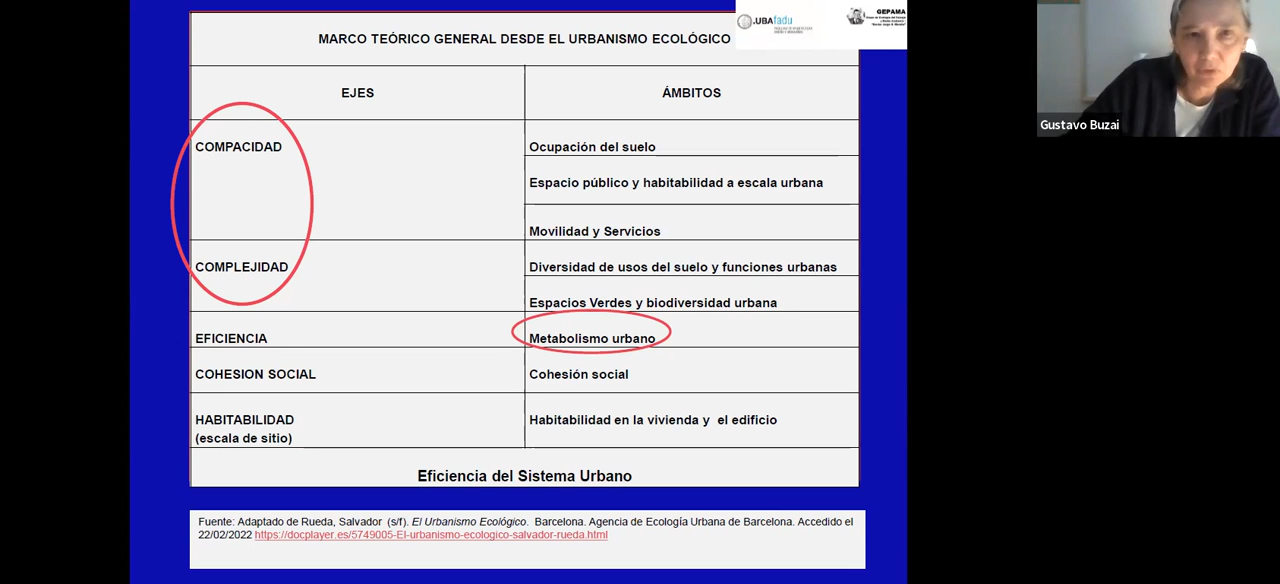 MARCO TEÓRICO GENERAL DESDE EL URBANISMO ECOLÓGICO
.UBAfadu
GEPAMA
Gustavo Buzai
EJES
ÁMBITOS
COMPACIDAD
Ocupación del suelo
Espacio público y habitabilidad a escala urbana
Movilidad y Servicios
COMPLEJIDAD
Diversidad de usos del suelo y funciones urbanas
Espacios Verdes y biodiversidad urbana
EFICIENCIA
Metabolismo urbano
COHESION SOCIAL
Cohesión social
HABITABILIDAD
(escala de sitio)
Habitabilidad en la vivienda y el edificio
Eficiencia del Sistema Urbano
Fuente: Adaptado de Rueda, Salvador (s/f). El Urbanismo Ecológico. Barcelona. Agencia de Ecología Urbana de Barcelona. Accedido el
22/02/2022 https://docplayer.es/5749005-El-urbanismo-ecologico-salvador-rueda.html